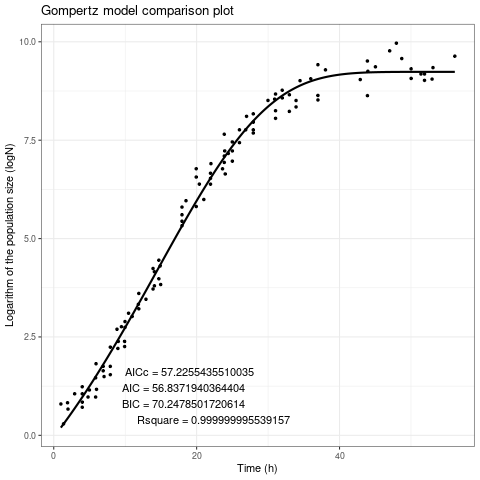 Gompertz model comparison plot
10.0
7.5
5.0
2.5
0.0
Logarithm of the population size (logN)
AICc = 57.2255435510035
AIC = 56.8371940364404
BIC = 70.2478501720614
Rsquare = 0.999999995539157
0 20 40
Time (h)